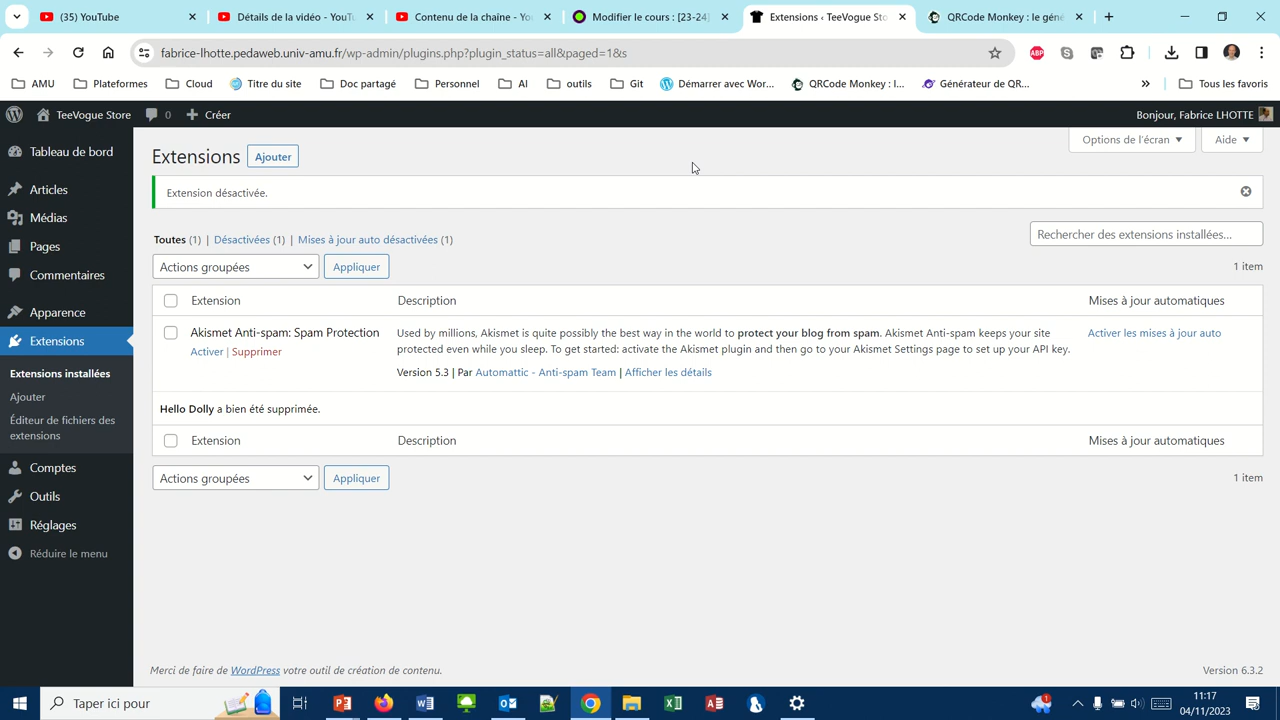 (35) YouTube
Détails de la vidéo - YouTu
Contenu de la chaîne - Yo
Modifier le cours : [23-24]
Extensions ‹ TeeVogue Sto
QRCode Monkey : le géné
fabrice-lhotte.pedaweb.univ-amu.fr/wp-admin/plugins.php?plugin_status=all&paged=1&s
ABP
AMU
Plateformes
Cloud
Titre du site
Doc partagé
Personnel
AI
outils
Git
Démarrer avec Wor...
QRCode Monkey : l...
Générateur de QR...
»
Tous les favoris
TeeVogue Store
0
Créer
Bonjour, Fabrice LHOTTE
Tableau de bord
Articles
Médias
Pages
Commentaires
Apparence
Extensions
Extensions installées
Ajouter
Éditeur de fichiers des
extensions
Comptes
Outils
Réglages
Réduire le menu
Options de l'écran
Aide
Extensions Ajouter
Extension désactivée.
Toutes (1) | Désactivées (1) | Mises à jour auto désactivées (1)
Rechercher des extensions installées...
Actions groupées Appliquer
1 item
Extension Description Mises à jour automatiques
Akismet Anti-spam: Spam Protection
Activer | Supprimer
Used by millions, Akismet is quite possibly the best way in the world to protect your blog from spam. Akismet Anti-spam keeps your site
protected even while you sleep. To get started: activate the Akismet plugin and then go to your Akismet Settings page to set up your API key.
Version 5.3 | Par Automattic - Anti-spam Team | Afficher les détails
Activer les mises à jour auto
Hello Dolly a bien été supprimée.
Extension Description Mises à jour automatiques
Actions groupées Appliquer
1 item
Merci de faire de WordPress votre outil de création de contenu.
Version 6.3.2
Taper ici pour
11:17
04/11/2023